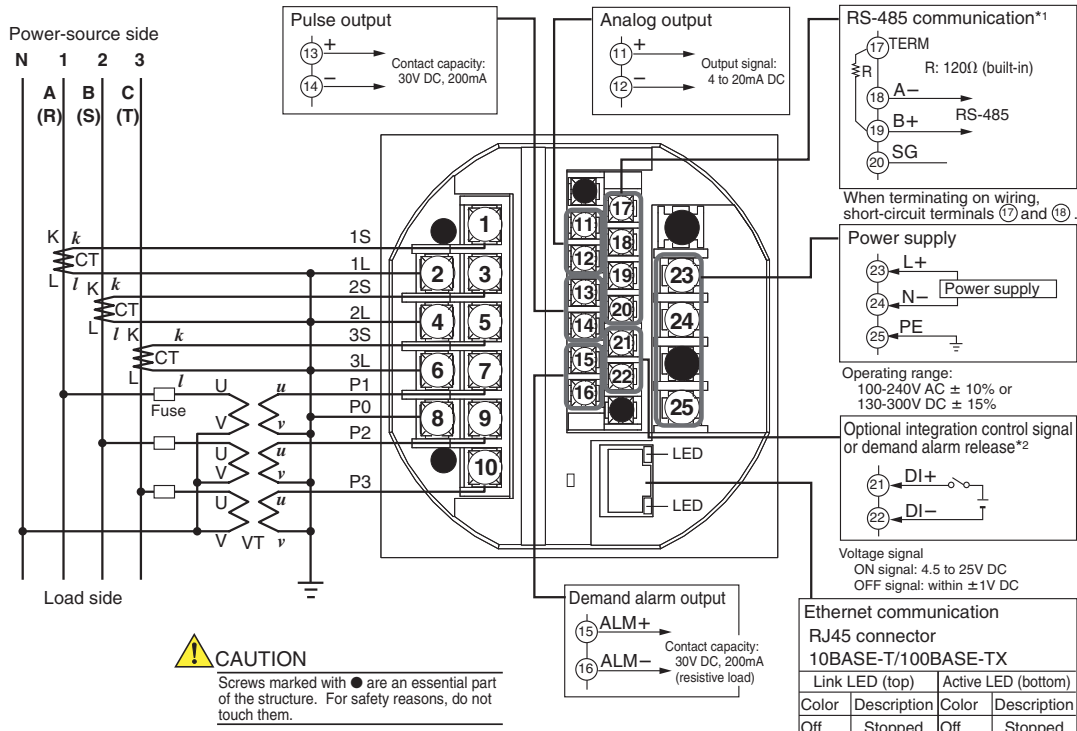 Power-source side
N 1 2 3
A B C
(R) (S) (T)
K k
CT
L l
K k
CT
L l
K k
CT
L l
Fuse
U u
V v
U u
V v
U u
V VT v
Load side
1S
1L
2S
2L
3S
3L
P1
P0
P2
P3
1
2 3
4 5
6 7
8 9
10
11
12
13
14
15
16
17
18
19
20
21
22
23
24
25
LED
LED
Pulse output
13 +
14 −
Contact capacity:
30V DC, 200mA
Analog output
11 +
12 −
Output signal:
4 to 20mA DC
RS-485 communication*1
17 TERM
R
R: 120Ω (built-in)
18 A−
19 B+
RS-485
20 SG
When terminating on wiring,
short-circuit terminals ⑰ and ⑱.
Power supply
23 L+
24 N−
Power supply
25 PE
Operating range:
100-240V AC ± 10% or
130-300V DC ± 15%
Optional integration control signal
or demand alarm release*2
21 DI+
22 DI−
Voltage signal
ON signal: 4.5 to 25V DC
OFF signal: within ±1V DC
Demand alarm output
15 ALM+
16 ALM−
Contact capacity:
30V DC, 200mA
(resistive load)
Ethernet communication
RJ45 connector
10BASE-T/100BASE-TX
Link LED (top) Active LED (bottom)
Color Description Color Description
Off Stopped Off Stopped
! CAUTION
Screws marked with ● are an essential part
of the structure. For safety reasons, do not
touch them.